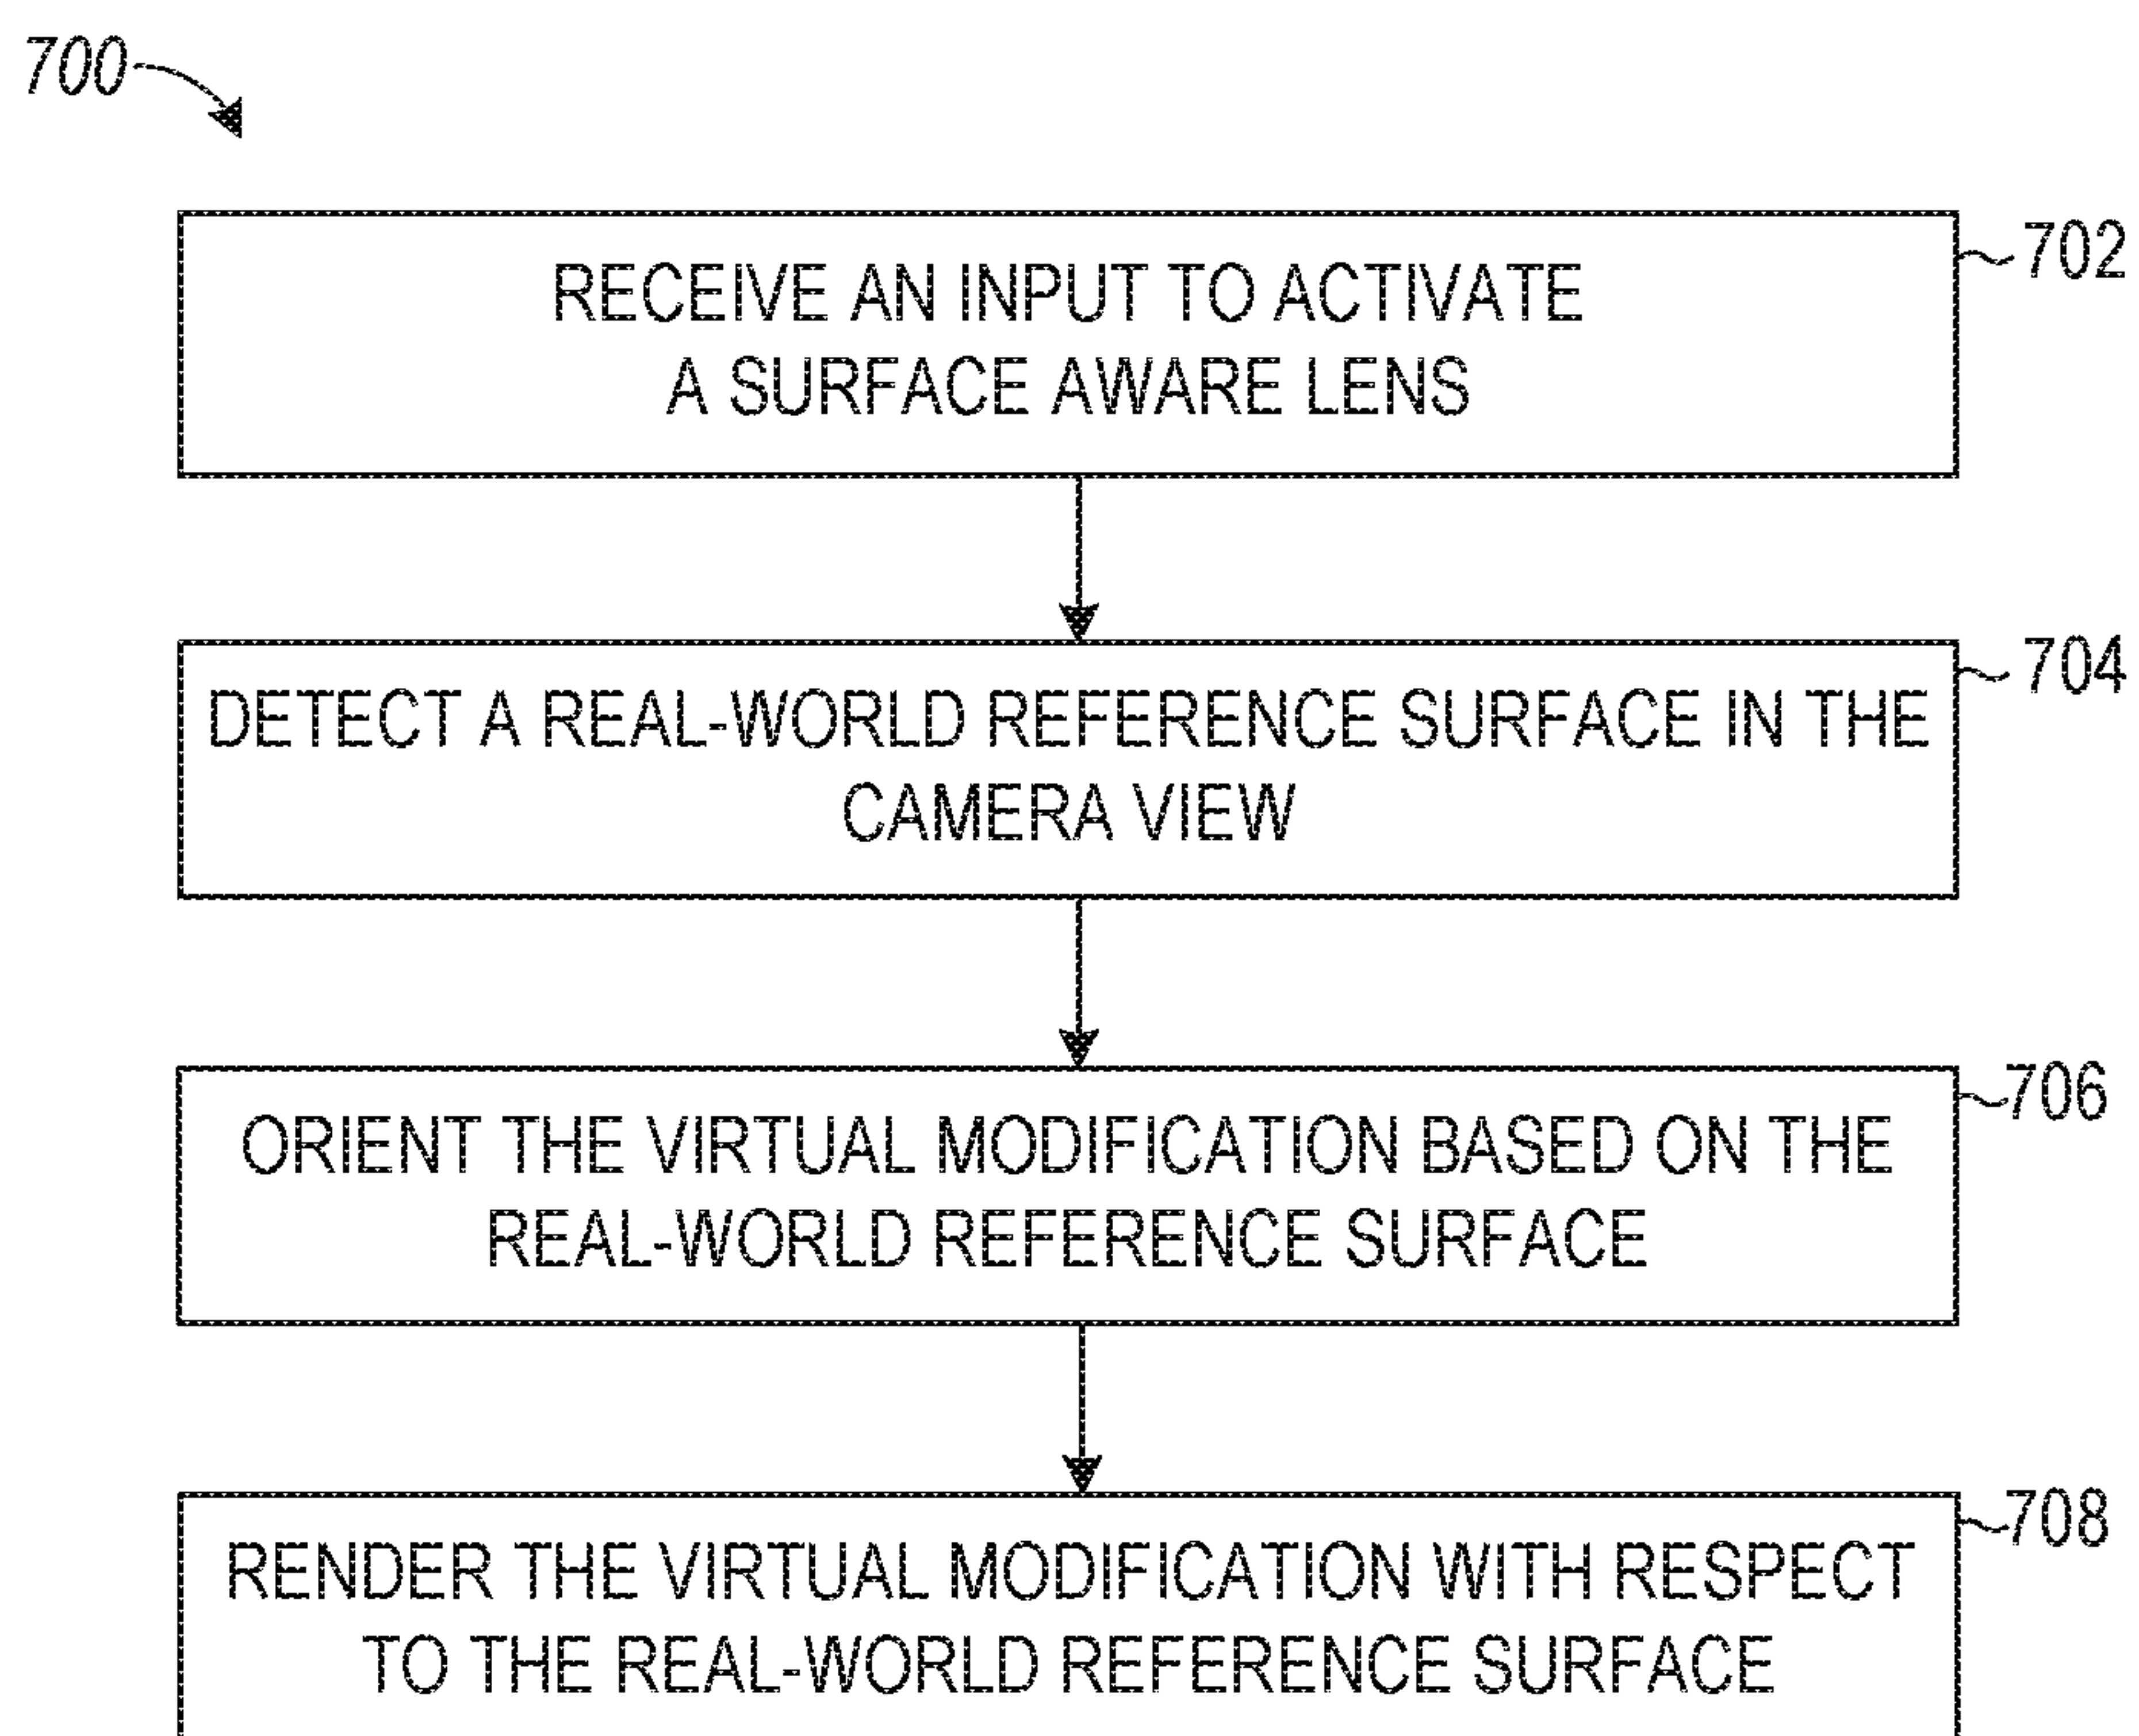 700
RECEIVE AN INPUT TO ACTIVATE
A SURFACE AWARE LENS
702
DETECT A REAL-WORLD REFERENCE SURFACE IN THE
CAMERA VIEW
704
ORIENT THE VIRTUAL MODIFICATION BASED ON THE
REAL-WORLD REFERENCE SURFACE
706
RENDER THE VIRTUAL MODIFICATION WITH RESPECT
TO THE REAL-WORLD REFERENCE SURFACE
708